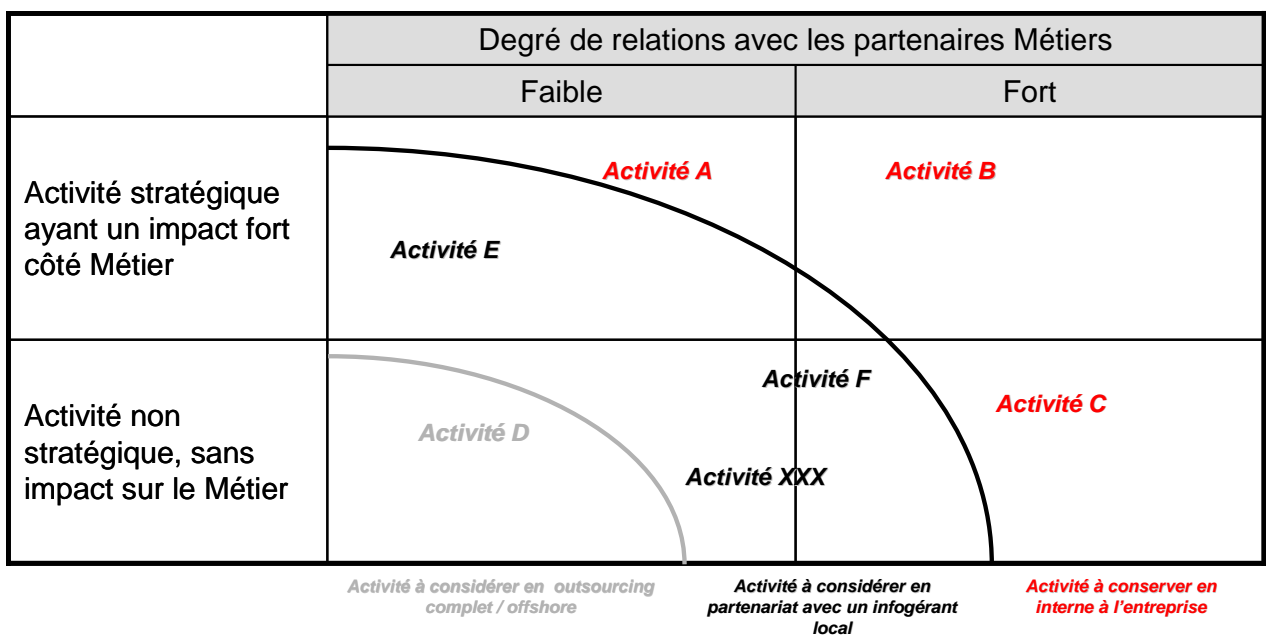 Degré de relations avec les partenaires Métiers
Faible
Fort
Activité stratégique
ayant un impact fort
côté Métier
Activité A
Activité B
Activité E
Activité non
stratégique, sans
impact sur le Métier
Activité F
Activité C
Activité D
Activité XXX
Activité à considérer en outsourcing
complet / offshore
Activité à considérer en
partenariat avec un infogérant
local
Activité à conserver en
interne à l'entreprise